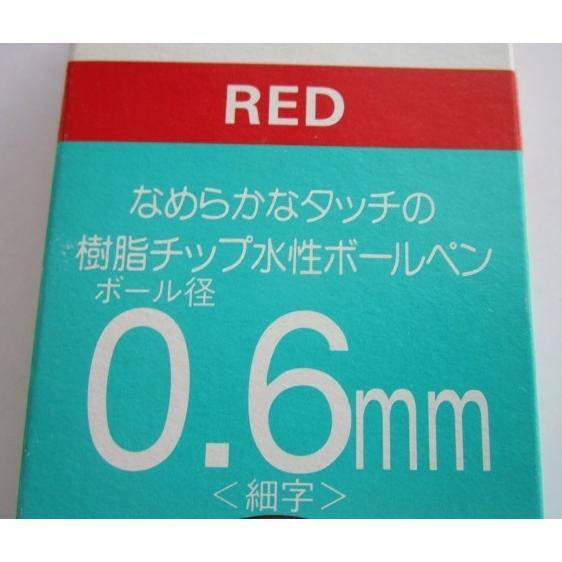 RED
なめらかなタッチの
樹脂チップ水性ボールペン
ボール径
0.6mm
＜細字＞